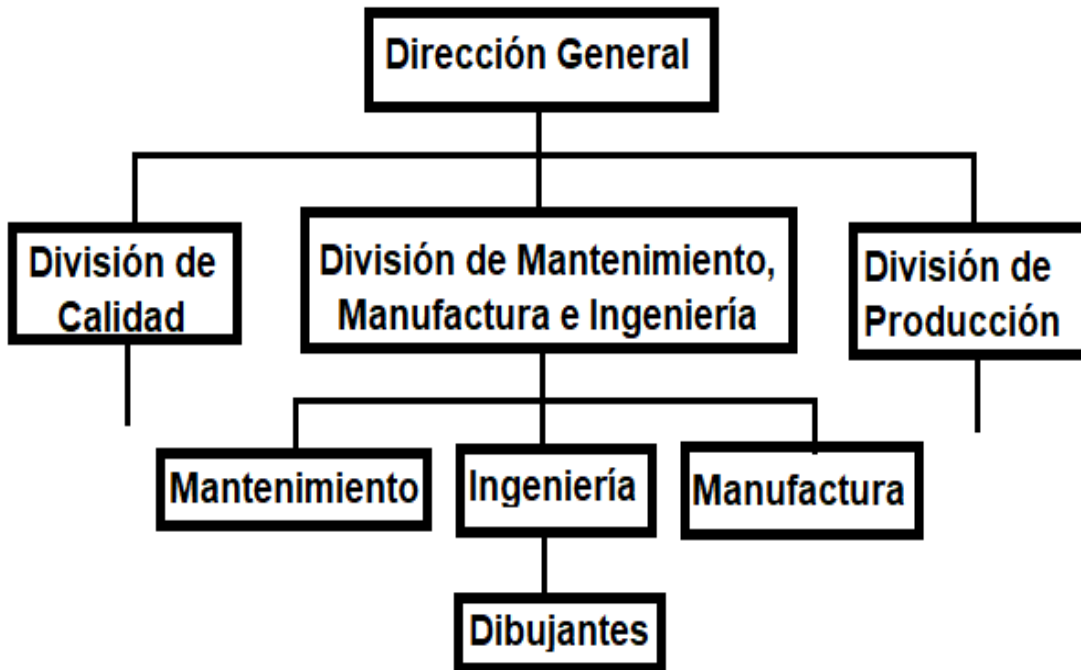 Dirección General
División de
Calidad
División de Mantenimiento,
Manufactura e Ingeniería
División de
Producción
Mantenimiento
Ingeniería
Manufactura
Dibujantes